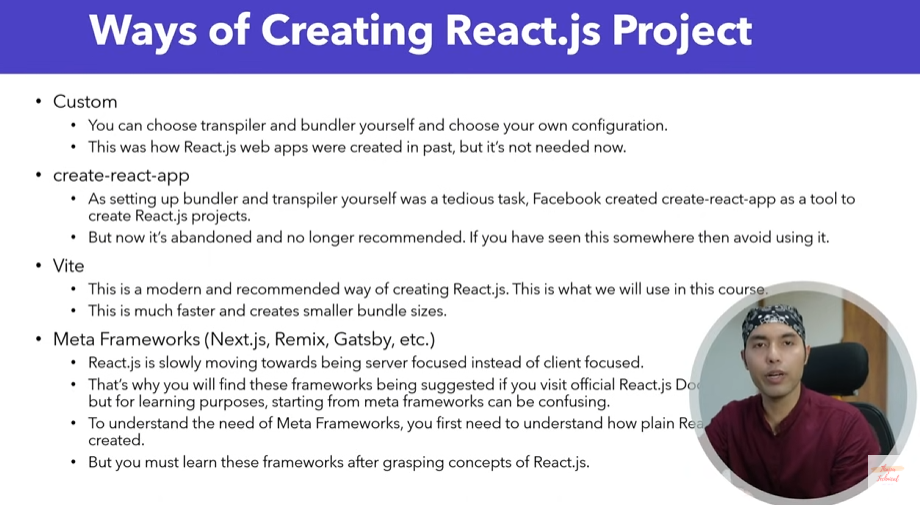 Ways of Creating React.js Project
• Custom
• You can choose transpiler and bundler yourself and choose your own configuration.
• This was how React.js web apps were created in past, but it's not needed now.
• create-react-app
• As setting up bundler and transpiler yourself was a tedious task, Facebook created create-react-app as a tool to
create React.js projects.
• But now it's abandoned and no longer recommended. If you have seen this somewhere then avoid using it.
• Vite
• This is a modern and recommended way of creating React.js. This is what we will use in this course.
• This is much faster and creates smaller bundle sizes.
• Meta Frameworks (Next.js, Remix, Gatsby, etc.)
• React.js is slowly moving towards being server focused instead of client focused.
• That's why you will find these frameworks being suggested if you visit official React.js
but for learning purposes, starting from meta frameworks can be confusing.
• To understand the need of Meta Frameworks, you first need to understand how plain
created.
• But you must learn these frameworks after grasping concepts of React.js.